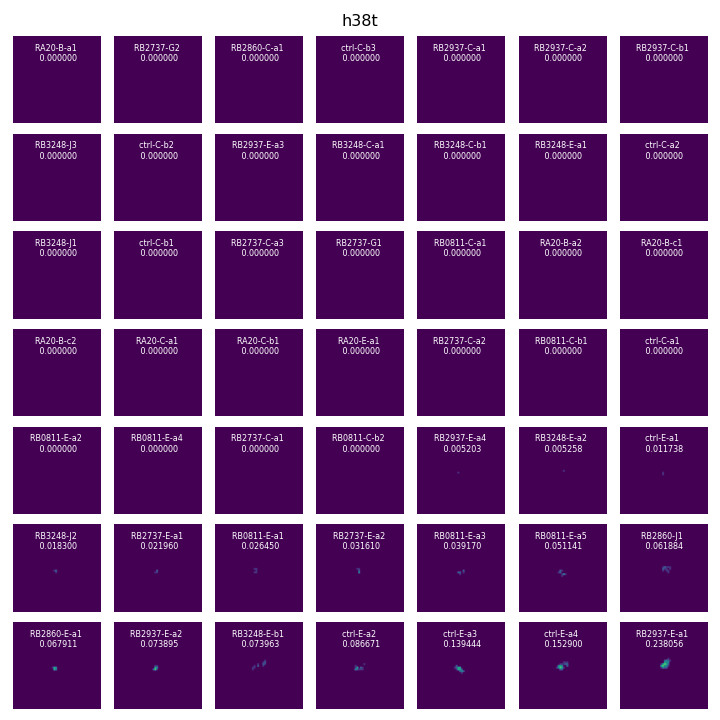 h38t
RA20-B-a1
0.000000
RB2737-G2
0.000000
RB2860-C-a1
0.000000
ctrl-C-b3
0.000000
RB2937-C-a1
0.000000
RB2937-C-a2
0.000000
RB2937-C-b1
0.000000
RB3248-J3
0.000000
ctrl-C-b2
0.000000
RB2937-E-a3
0.000000
RB3248-C-a1
0.000000
RB3248-C-b1
0.000000
RB3248-E-a1
0.000000
ctrl-C-a2
0.000000
RB3248-J1
0.000000
ctrl-C-b1
0.000000
RB2737-C-a3
0.000000
RB2737-G1
0.000000
RB0811-C-a1
0.000000
RA20-B-a2
0.000000
RA20-B-c1
0.000000
RA20-B-c2
0.000000
RA20-C-a1
0.000000
RA20-C-b1
0.000000
RA20-E-a1
0.000000
RB2737-C-a2
0.000000
RB0811-C-b1
0.000000
ctrl-C-a1
0.000000
RB0811-E-a2
0.000000
RB0811-E-a4
0.000000
RB2737-C-a1
0.000000
RB0811-C-b2
0.000000
RB2937-E-a4
0.005203
RB3248-E-a2
0.005258
ctrl-E-a1
0.011738
RB3248-J2
0.018300
RB2737-E-a1
0.021960
RB0811-E-a1
0.026450
RB2737-E-a2
0.031610
RB0811-E-a3
0.039170
RB0811-E-a5
0.051141
RB2860-J1
0.061884
RB2860-E-a1
0.067911
RB2937-E-a2
0.073895
RB3248-E-b1
0.073963
ctrl-E-a2
0.086671
ctrl-E-a3
0.139444
ctrl-E-a4
0.152900
RB2937-E-a1
0.238056